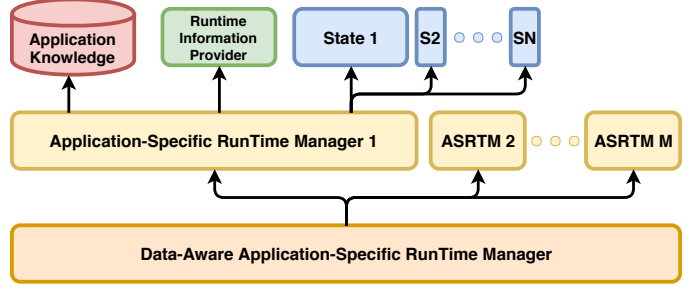 Application
Knowledge
Runtime
Information
Provider
State 1
S2
SN
Application-Specific RunTime Manager 1
ASRTM 2
ASRTM M
Data-Aware Application-Specific RunTime Manager